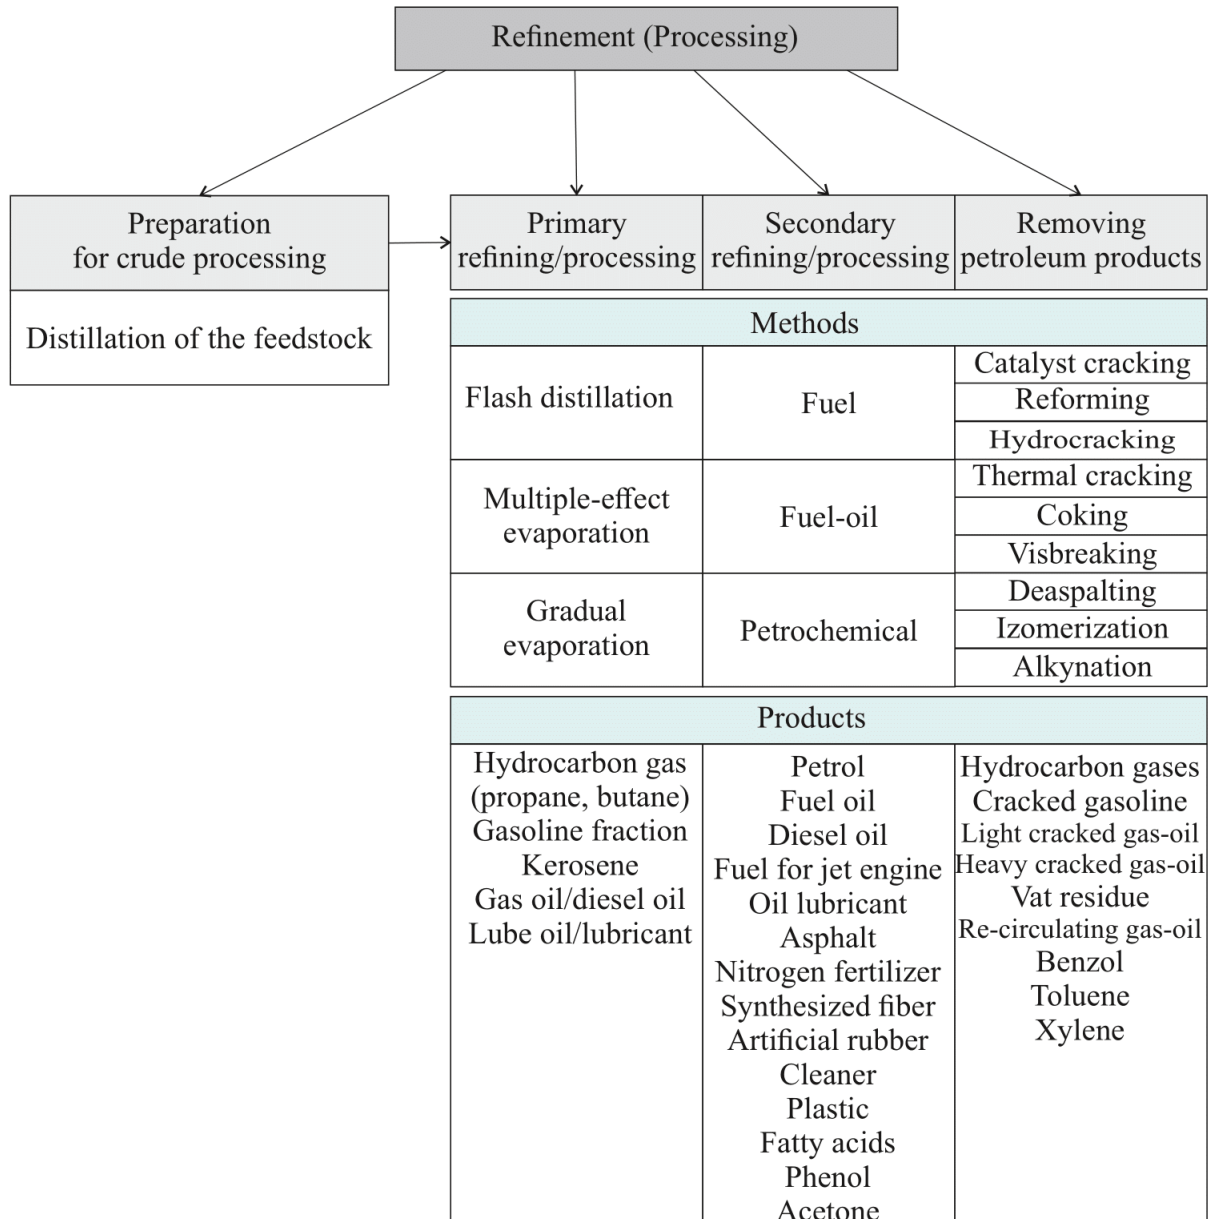 Refinement (Processing)
Preparation
for crude processing
Distillation of the feedstock
Primary
refining/processing
Secondary
refining/processing
Removing
petroleum products
Methods
Flash distillation
Multiple-effect
evaporation
Gradual
evaporation
Fuel
Fuel-oil
Petrochemical
Catalyst cracking
Reforming
Hydrocracking
Thermal cracking
Coking
Visbreaking
Deaspalting
Izomerization
Alkynation
Products
Hydrocarbon gas
(propane, butane)
Gasoline fraction
Kerosene
Gas oil/diesel oil
Lube oil/lubricant
Petrol
Fuel oil
Diesel oil
Fuel for jet engine
Oil lubricant
Asphalt
Nitrogen fertilizer
Synthesized fiber
Artificial rubber
Cleaner
Plastic
Fatty acids
Phenol
Acetone
Hydrocarbon gases
Cracked gasoline
Light cracked gas-oil
Heavy cracked gas-oil
Vat residue
Re-circulating gas-oil
Benzol
Toluene
Xylene